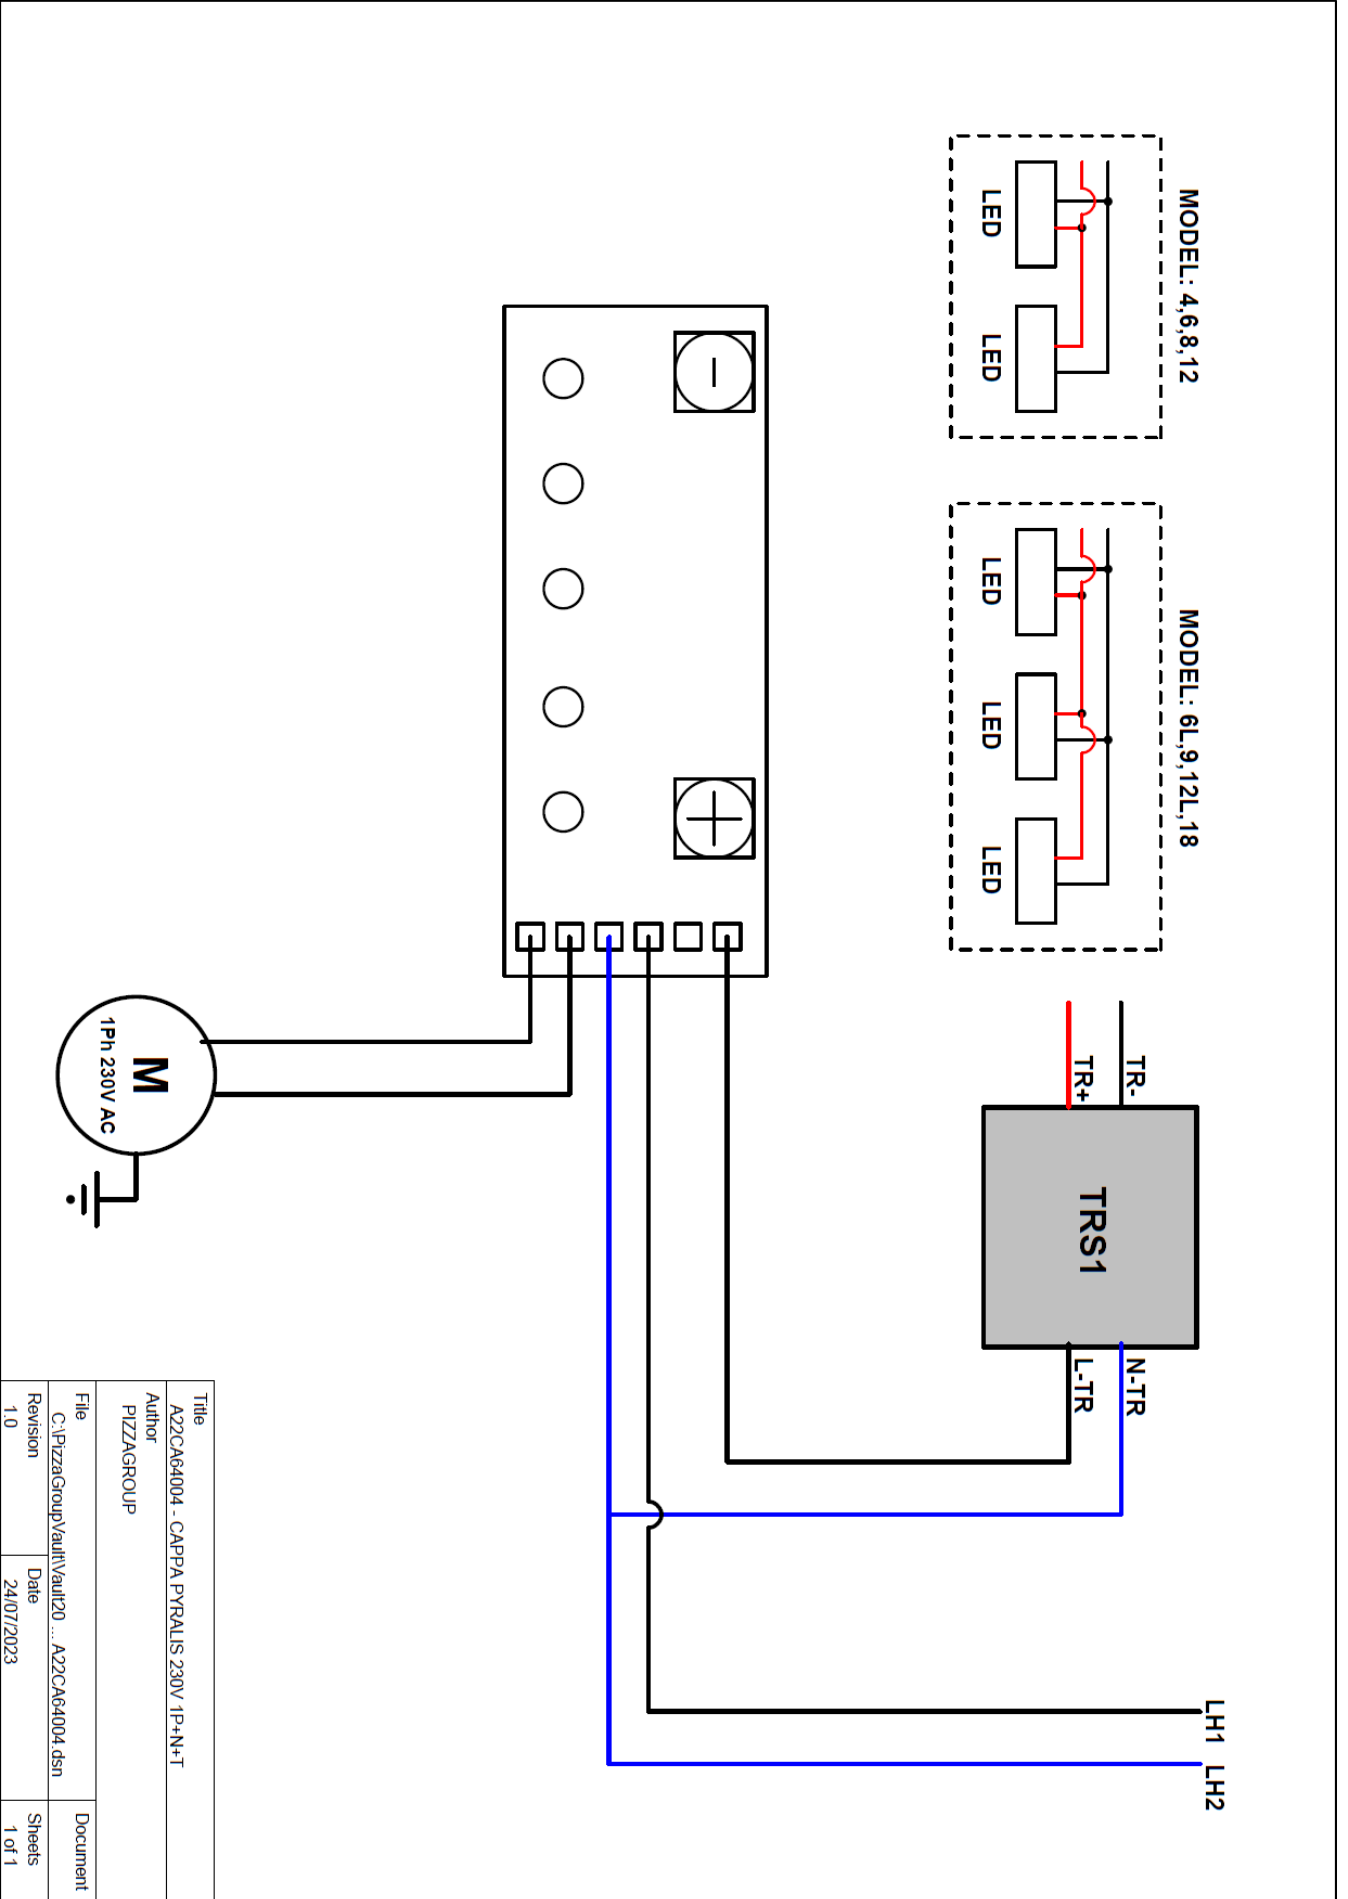 MODEL: 4,6,8,12
LED
LED
MODEL: 6L,9,12L,18
LED
LED
LED
TR-
TR+
TRS1
N-TR
L-TR
LH1
LH2
M
1Ph 230V AC
Title
A22CA64004 - CAPPA PYRALIS 230V 1P+N+T
Author
PIZZAGROUP
File
C:\PizzaGroupVault\Vault20 ... A22CA64004.dsn
Document
Revision
1.0
Date
24/07/2023
Sheets
1 of 1